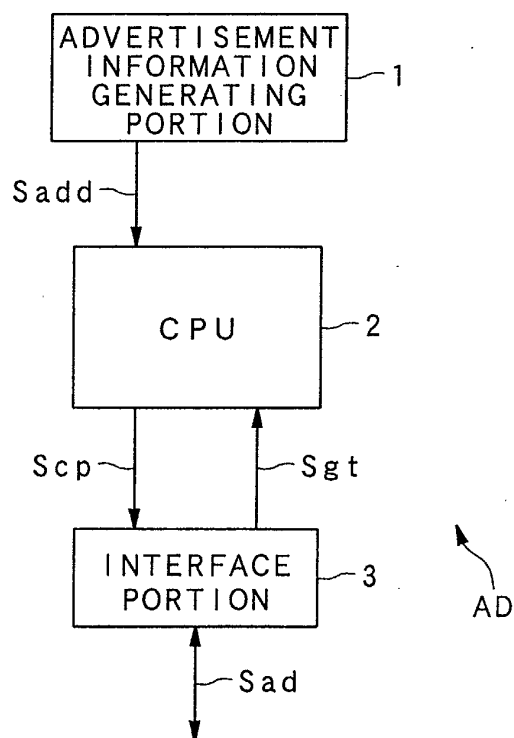 ADVERTISEMENT
INFORMATION
GENERATING
PORTION
1
Sadd
CPU
2
Scp
Sgt
INTERFACE
PORTION
3
AD
Sad